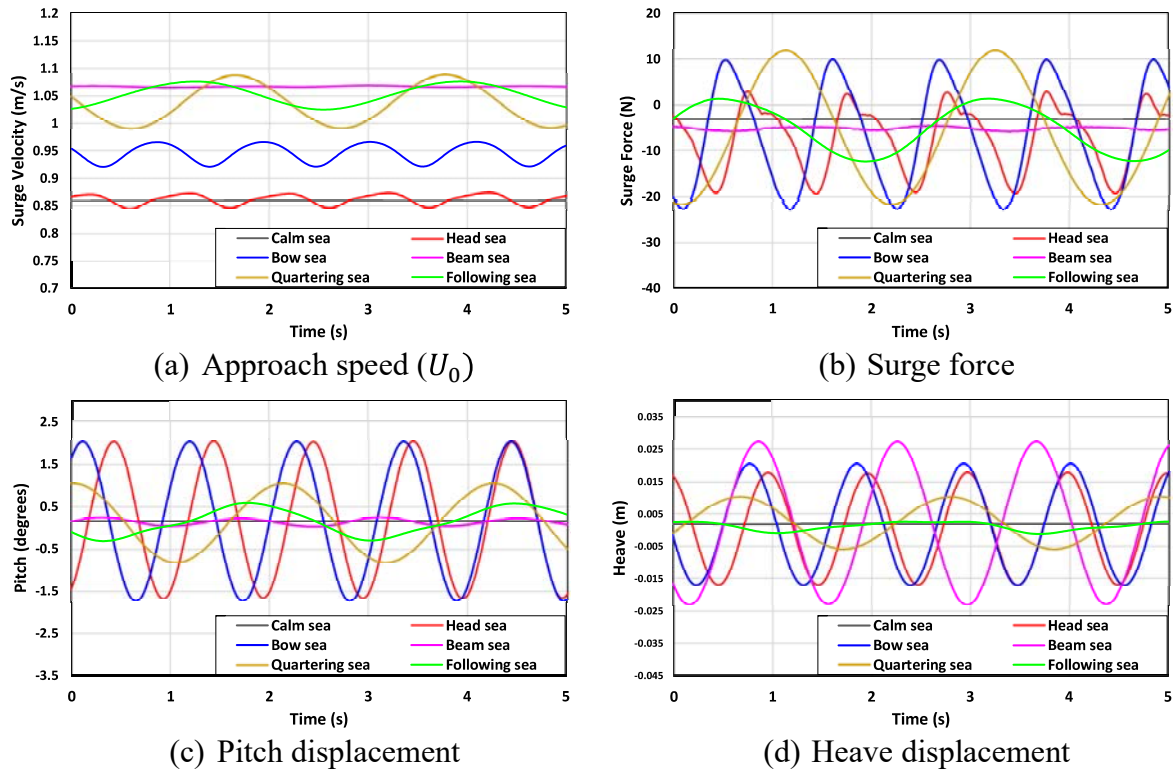 1.2
1.15
1.1
1.05
1
0.95
0.9
0.85
0.8
0.75
0.7
Surge Velocity (m/s)
Calm sea Head sea
Bow sea Beam sea
Quartering sea Following sea
0 1 2 3 4 5
Time (s)
(a) Approach speed (U₀)
20
10
0
-10
-20
-30
-40
Surge Force (N)
Calm sea Head sea
Bow sea Beam sea
Quartering sea Following sea
0 1 2 3 4 5
Time (s)
(b) Surge force
2.5
1.5
0.5
-0.5
-1.5
-2.5
-3.5
Pitch (degrees)
Calm sea Head sea
Bow sea Beam sea
Quartering sea Following sea
0 1 2 3 4 5
Time (s)
(c) Pitch displacement
0.035
0.025
0.015
0.005
-0.005
-0.015
-0.025
-0.035
-0.045
Heave (m)
Calm sea Head sea
Bow sea Beam sea
Quartering sea Following sea
0 1 2 3 4 5
Time (s)
(d) Heave displacement